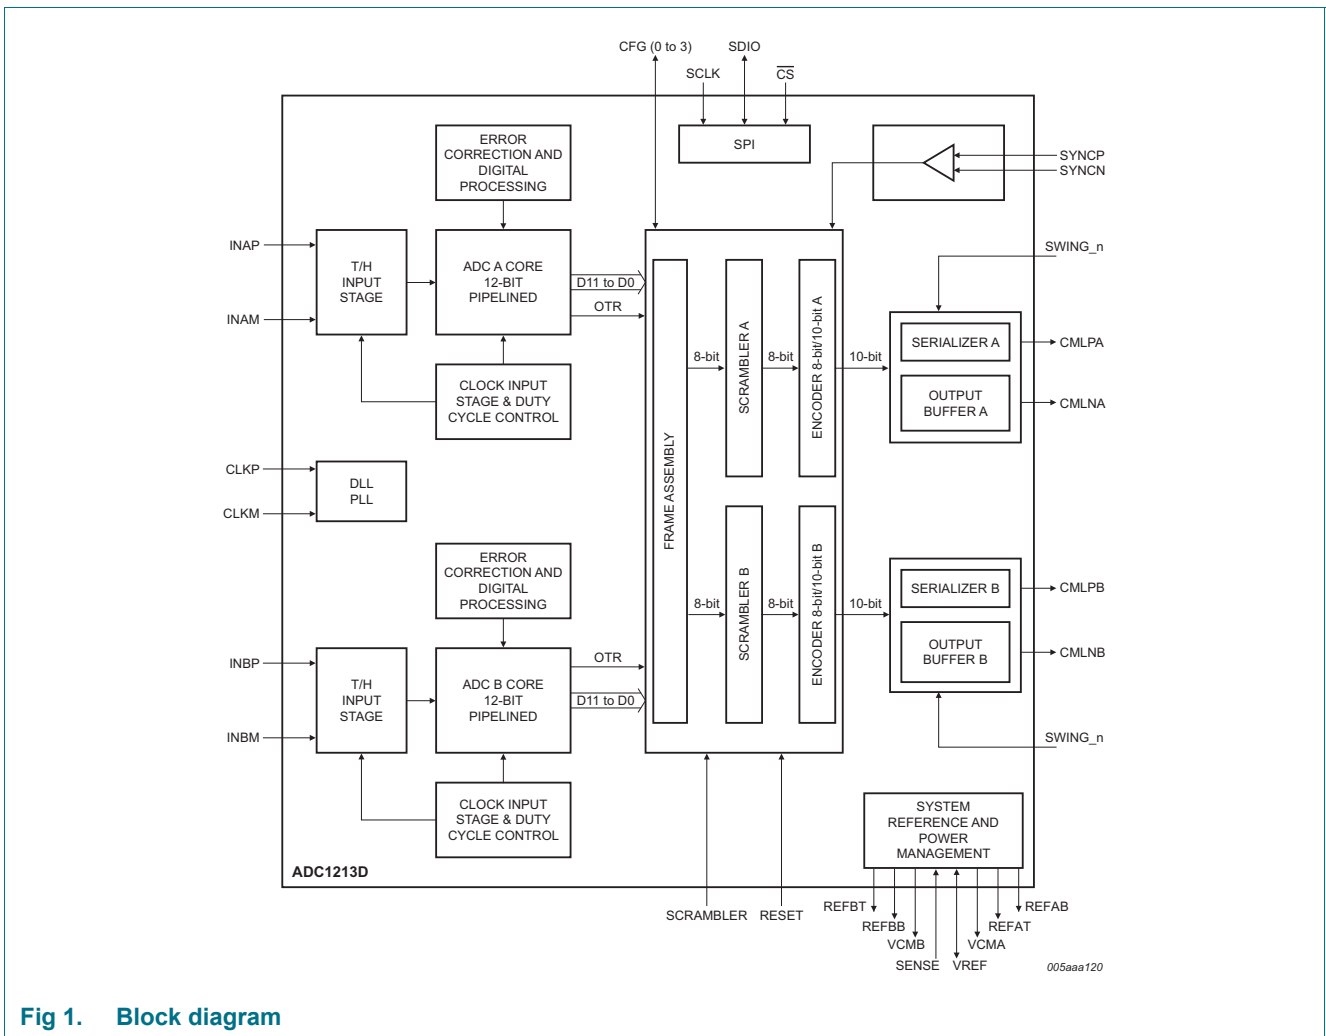 CFG (0 to 3)
SDIO
SCLK
CS
ERROR
CORRECTION AND
DIGITAL
PROCESSING
SPI
SYNCP
SYNCN
INAP
INAM
T/H
INPUT
STAGE
ADC A CORE
12-BIT
PIPELINED
D11 to D0
OTR
SWING_n
CLOCK INPUT
STAGE & DUTY
CYCLE CONTROL
FRAME ASSEMBLY
8-bit
SCRAMBLER A
8-bit
ENCODER 8-bit/10-bit A
10-bit
SERIALIZER A
OUTPUT
BUFFER A
CMLPA
CMLNA
CLKP
CLKM
DLL
PLL
ERROR
CORRECTION AND
DIGITAL
PROCESSING
INBP
INBM
T/H
INPUT
STAGE
ADC B CORE
12-BIT
PIPELINED
OTR
D11 to D0
8-bit
SCRAMBLER B
8-bit
ENCODER 8-bit/10-bit B
10-bit
SERIALIZER B
OUTPUT
BUFFER B
CMLPB
CMLNB
SWING_n
CLOCK INPUT
STAGE & DUTY
CYCLE CONTROL
SYSTEM
REFERENCE AND
POWER
MANAGEMENT
ADC1213D
SCRAMBLER
RESET
REFBT
REFBB
VCMB
SENSE
VREF
VCMA
REFAT
REFAB
005aaa120
Fig 1. Block diagram